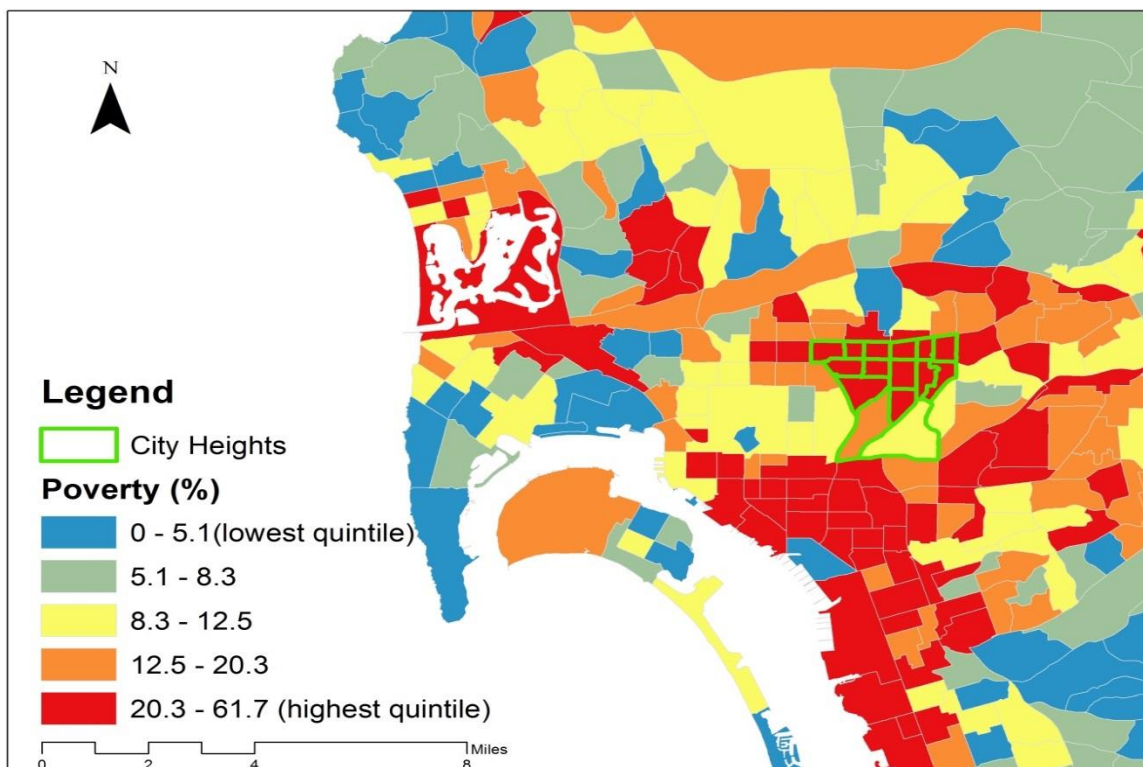 N
Legend
City Heights
Poverty (%)
0 - 5.1(lowest quintile)
5.1 - 8.3
8.3 - 12.5
12.5 - 20.3
20.3 - 61.7 (highest quintile)
Miles
0 2 4 8